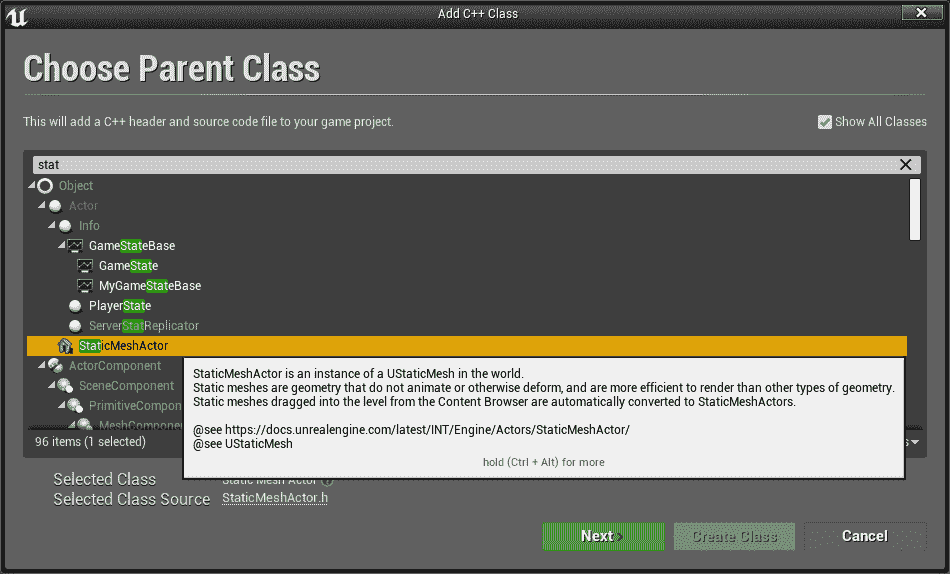 Add C++ Class
Choose Parent Class
This will add a C++ header and source code file to your game project.
Show All Classes
stat
Object
Actor
Info
GameStateBase
GameState
MyGameStateBase
PlayerState
ServerStatReplicator
StaticMeshActor
ActorComponent
SceneComponent
PrimitiveCompon
MeshComponen
StaticMeshActor is an instance of a UStaticMesh in the world.
Static meshes are geometry that do not animate or otherwise deform, and are more efficient to render than other types of geometry.
Static meshes dragged into the level from the Content Browser are automatically converted to StaticMeshActors.
@see https://docs.unrealengine.com/latest/INT/Engine/Actors/StaticMeshActor/
@see UStaticMesh
hold (Ctrl + Alt) for more
96 items (1 selected)
Selected Class
Static Mesh Actor
Selected Class Source
StaticMeshActor.h
Next
Create Class
Cancel